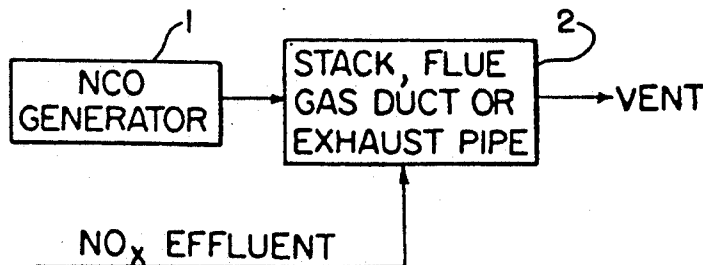 1
NCO
GENERATOR
2
STACK, FLUE
GAS DUCT OR
EXHAUST PIPE
VENT
NOX EFFLUENT